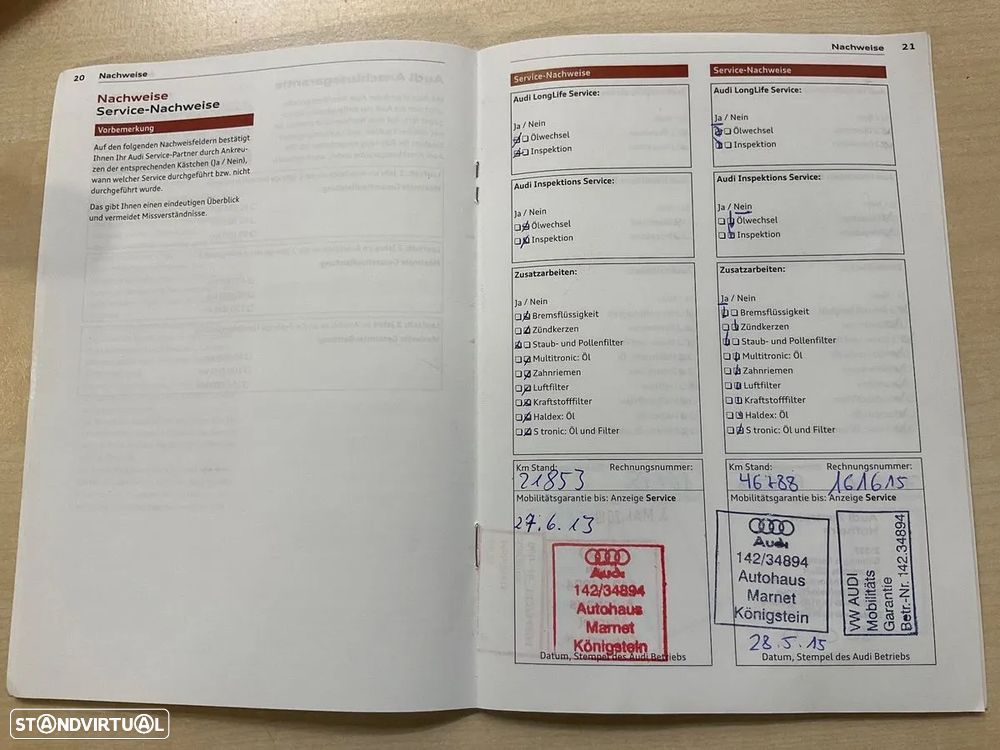 20 Nachweise
Nachweise
Service-Nachweise
Vorbemerkung
Auf den folgenden Nachweisfeldern bestätigt
Ihnen Ihr Audi Service-Partner durch Ankreu-
zen der entsprechenden Kästchen (Ja / Nein),
wann welcher Service durchgeführt bzw. nicht
durchgeführt wurde.
Das gibt Ihnen einen eindeutigen Überblick
und vermeidet Missverständnisse.
Nachweise 21
Service-Nachweise
Audi LongLife Service:
Ja / Nein
Ölwechsel
Inspektion
Audi Inspektions Service:
Ja / Nein
Ölwechsel
Inspektion
Zusatzarbeiten:
Ja / Nein
Bremsflüssigkeit
Zündkerzen
Staub- und Pollenfilter
Multitronic: Öl
Zahnriemen
Luftfilter
Kraftstofffilter
Haldex: Öl
S tronic: Öl und Filter
Km Stand: Rechnungsnummer:
21853
Mobilitätsgarantie bis: Anzeige Service
27.6.13
Audi
142/34894
Autohaus
Marnet
Königstein
Datum, Stempel des Audi Betriebs
Service-Nachweise
Audi LongLife Service:
Ja / Nein
Ölwechsel
Inspektion
Audi Inspektions Service:
Ja / Nein
Ölwechsel
Inspektion
Zusatzarbeiten:
Ja / Nein
Bremsflüssigkeit
Zündkerzen
Staub- und Pollenfilter
Multitronic: Öl
Zahnriemen
Luftfilter
Kraftstofffilter
Haldex: Öl
S tronic: Öl und Filter
Km Stand: Rechnungsnummer:
46788 161615
Mobilitätsgarantie bis: Anzeige Service
Audi
142/34894
Autohaus
Marnet
Königstein
VW AUDI
Mobilitäts
Garantie
Betr.-Nr. 142.34894
28.5.15
Datum, Stempel des Audi Betriebs
STANDVIRTUAL